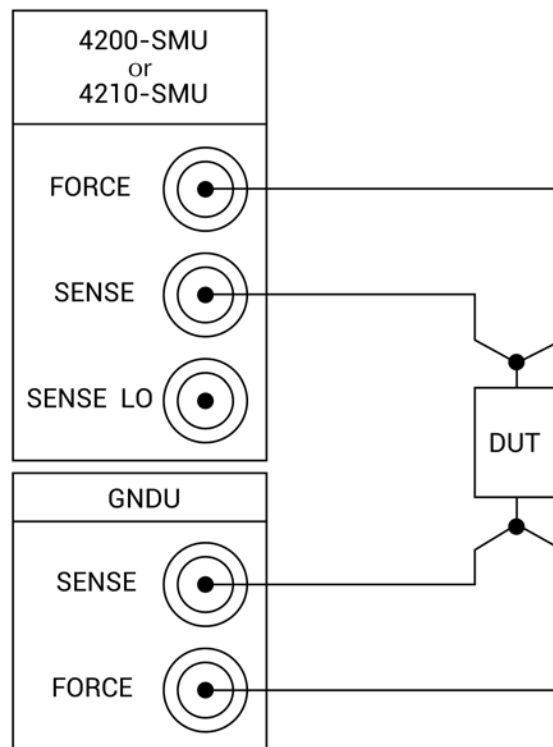 4200-SMU
or
4210-SMU
FORCE
SENSE
SENSE LO
DUT
GNDU
SENSE
FORCE